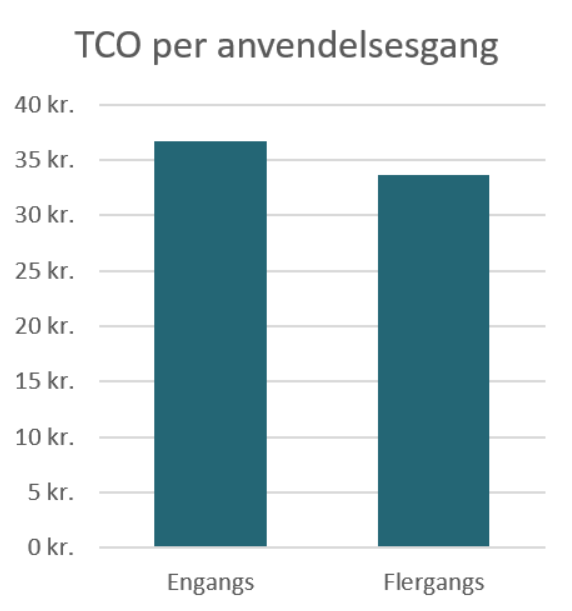 TCO per anvendelsesgang
40 kr.
35 kr.
30 kr.
25 kr.
20 kr.
15 kr.
10 kr.
5 kr.
0 kr.
Engangs
Flergangs